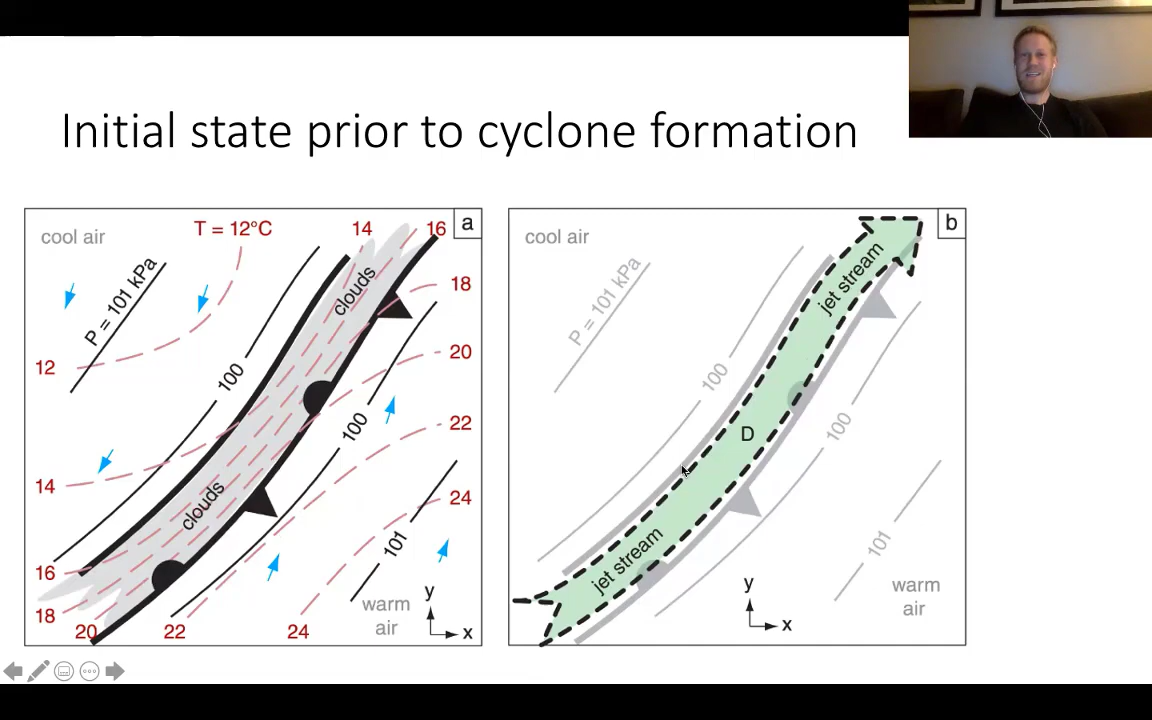 Initial state prior to cyclone formation
cool air
T = 12°C
14
16
a
P = 101 kPa
clouds
18
12
100
20
100
22
14
clouds
24
101
16
18
20
22
24
warm
air
y
x
cool air
b
P = 101 kPa
jet stream
100
D
100
jet stream
101
warm
air
y
x